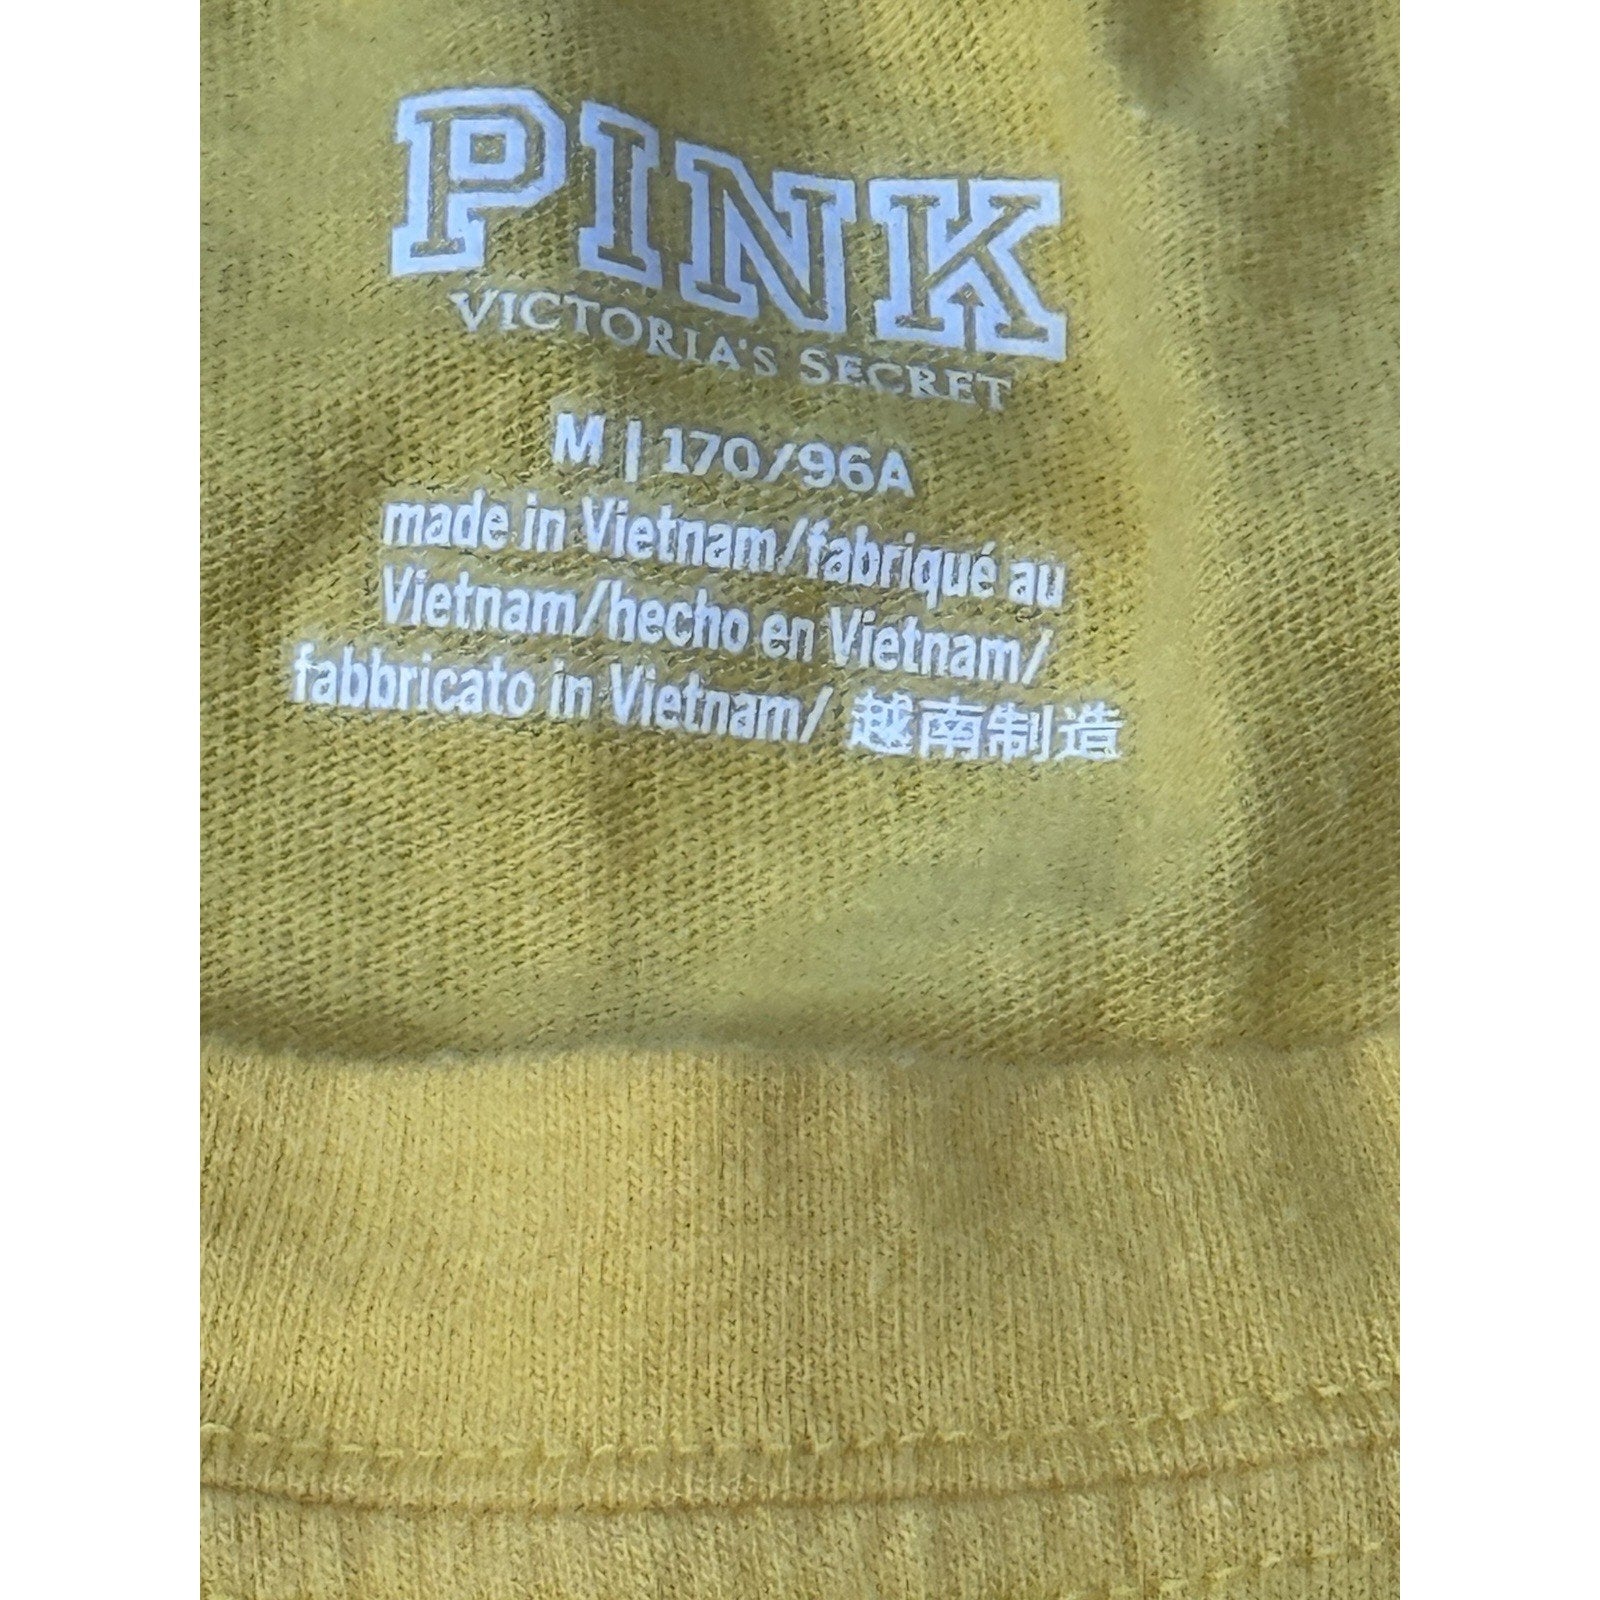 PINK
VICTORIA'S SECRET
M | 170/96A
made in Vietnam/fabriqué au
Vietnam/hecho en Vietnam/
fabbricato in Vietnam/ 越南制造